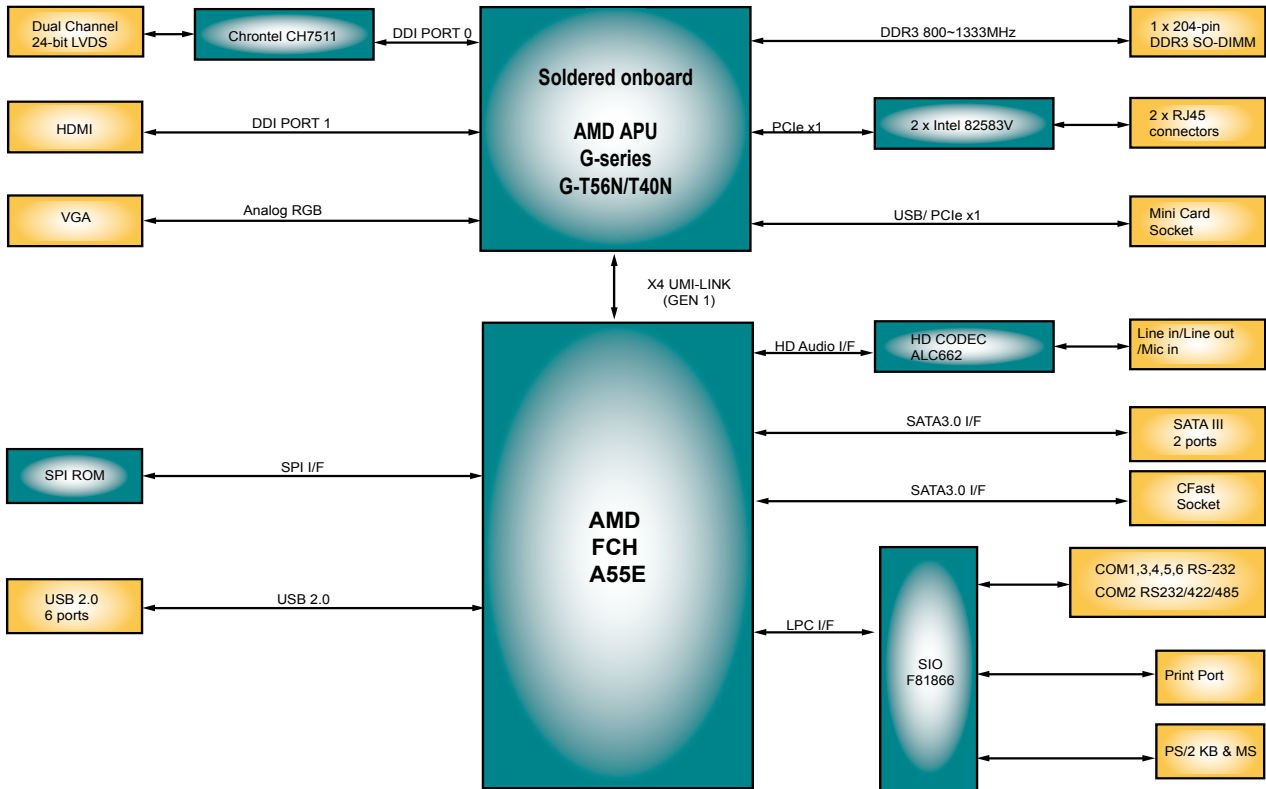 Dual Channel
24-bit LVDS
Chrontel CH7511
DDI PORT 0
HDMI
DDI PORT 1
VGA
Analog RGB
Soldered onboard
AMD APU
G-series
G-T56N/T40N
DDR3 800~1333MHz
1 x 204-pin
DDR3 SO-DIMM
PCIe x1
2 x Intel 82583V
2 x RJ45
connectors
USB/ PCIe x1
Mini Card
Socket
X4 UMI-LINK
(GEN 1)
SPI ROM
SPI I/F
USB 2.0
6 ports
USB 2.0
AMD
FCH
A55E
HD Audio I/F
HD CODEC
ALC662
Line in/Line out
/Mic in
SATA3.0 I/F
SATA III
2 ports
SATA3.0 I/F
CFast
Socket
LPC I/F
SIO
F81866
COM1,3,4,5,6 RS-232
COM2 RS232/422/485
Print Port
PS/2 KB & MS